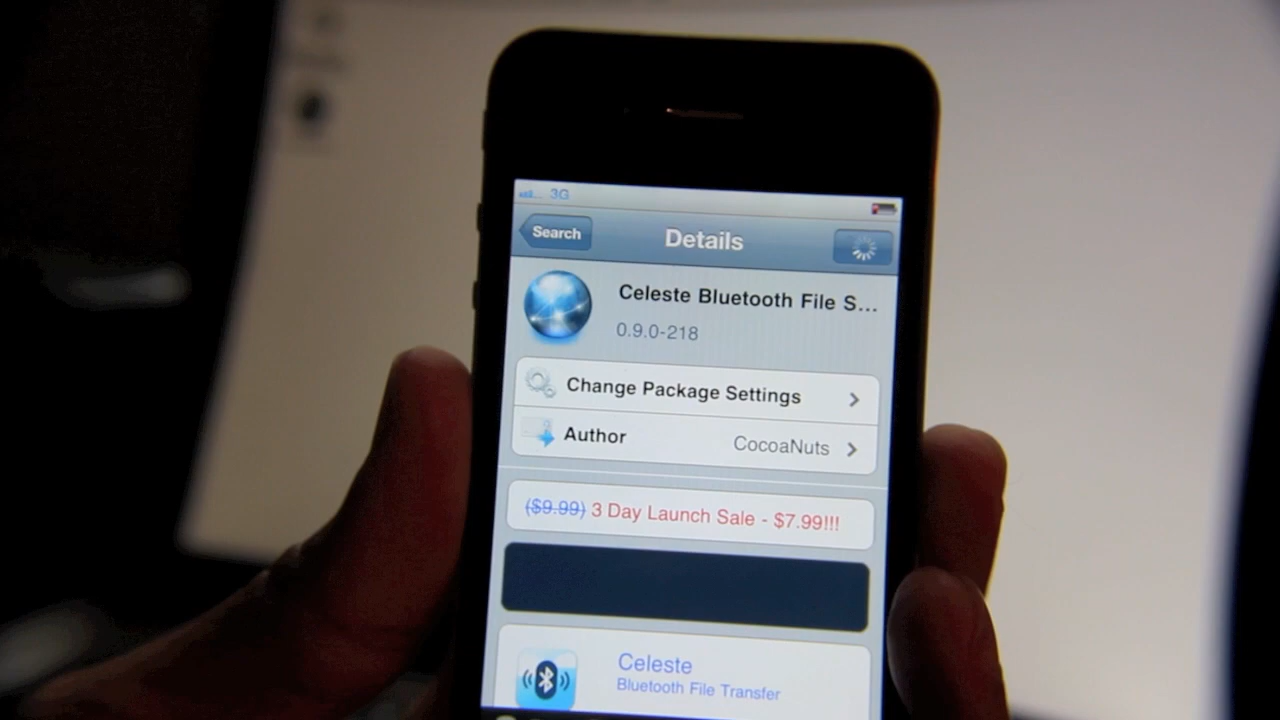 3G
Search
Details
Celeste Bluetooth File S...
0.9.0-218
Change Package Settings
Author
CocoaNuts
($9.99) 3 Day Launch Sale - $7.99!!!
Celeste
Bluetooth File Transfer